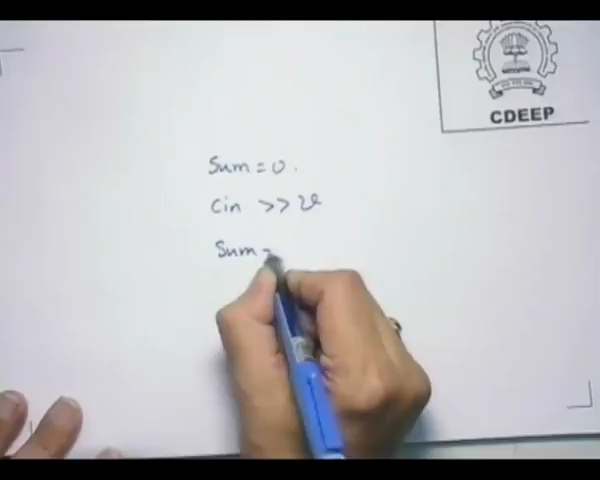 CDEEP
Sum = 0.
Cin >> x
Sum =